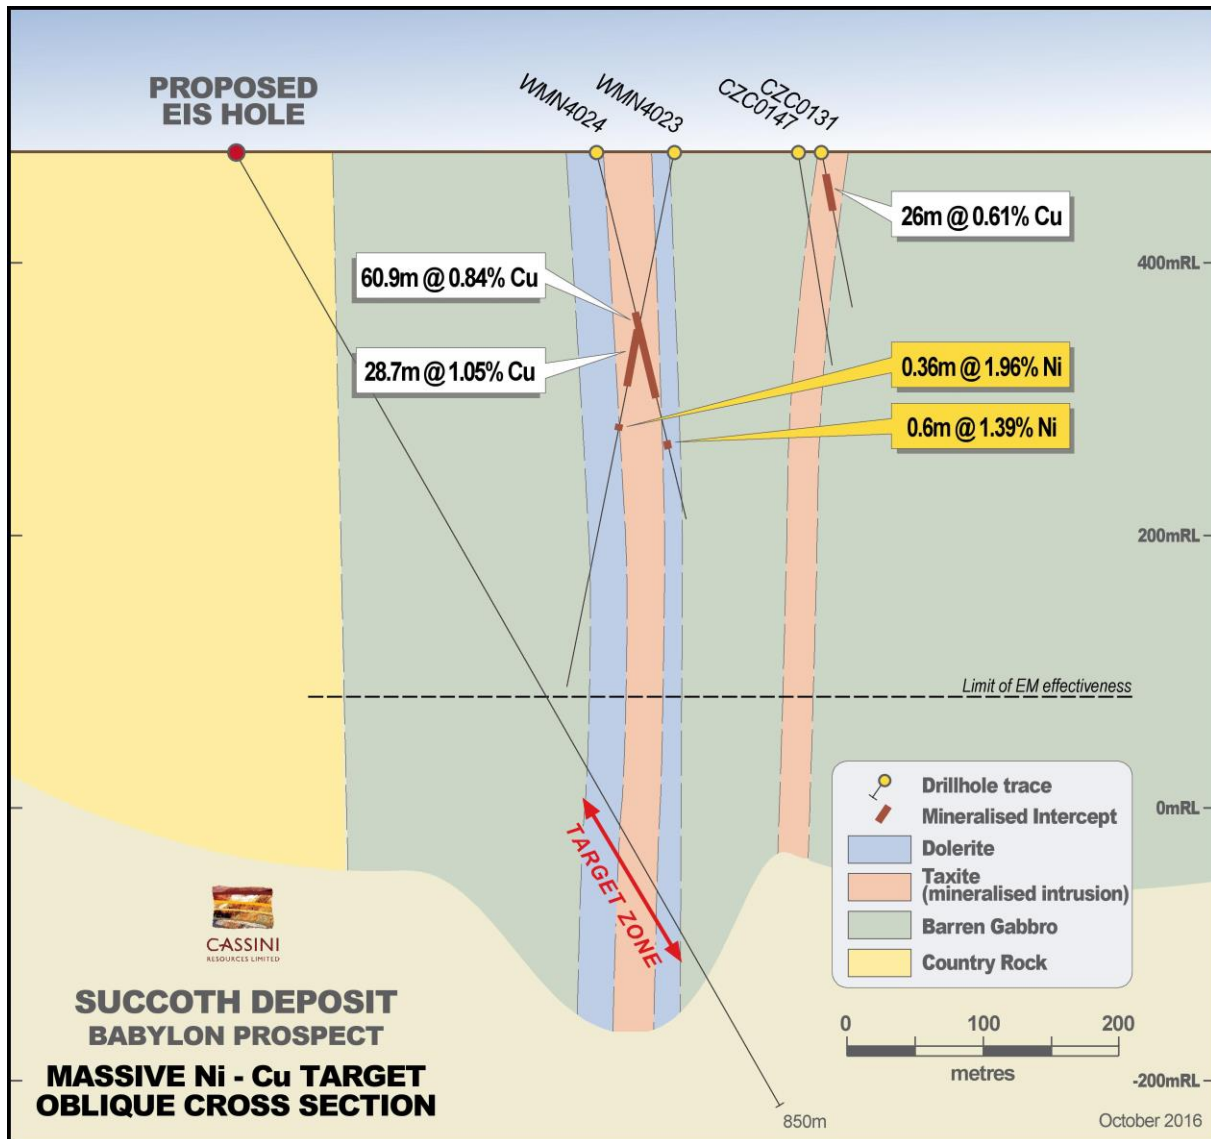 PROPOSED
EIS HOLE
WMN4024
WMN4023
CZC0147
CZC0131
26m @ 0.61% Cu
60.9m @ 0.84% Cu
400mRL
28.7m @ 1.05% Cu
0.36m @ 1.96% Ni
0.6m @ 1.39% Ni
200mRL
Limit of EM effectiveness
TARGET ZONE
0mRL
Drillhole trace
Mineralised Intercept
Dolerite
Taxite
(mineralised intrusion)
Barren Gabbro
Country Rock
CASSINI
RESOURCES LIMITED
SUCCOTH DEPOSIT
BABYLON PROSPECT
MASSIVE Ni - Cu TARGET
OBLIQUE CROSS SECTION
0 100 200
metres
-200mRL
850m
October 2016